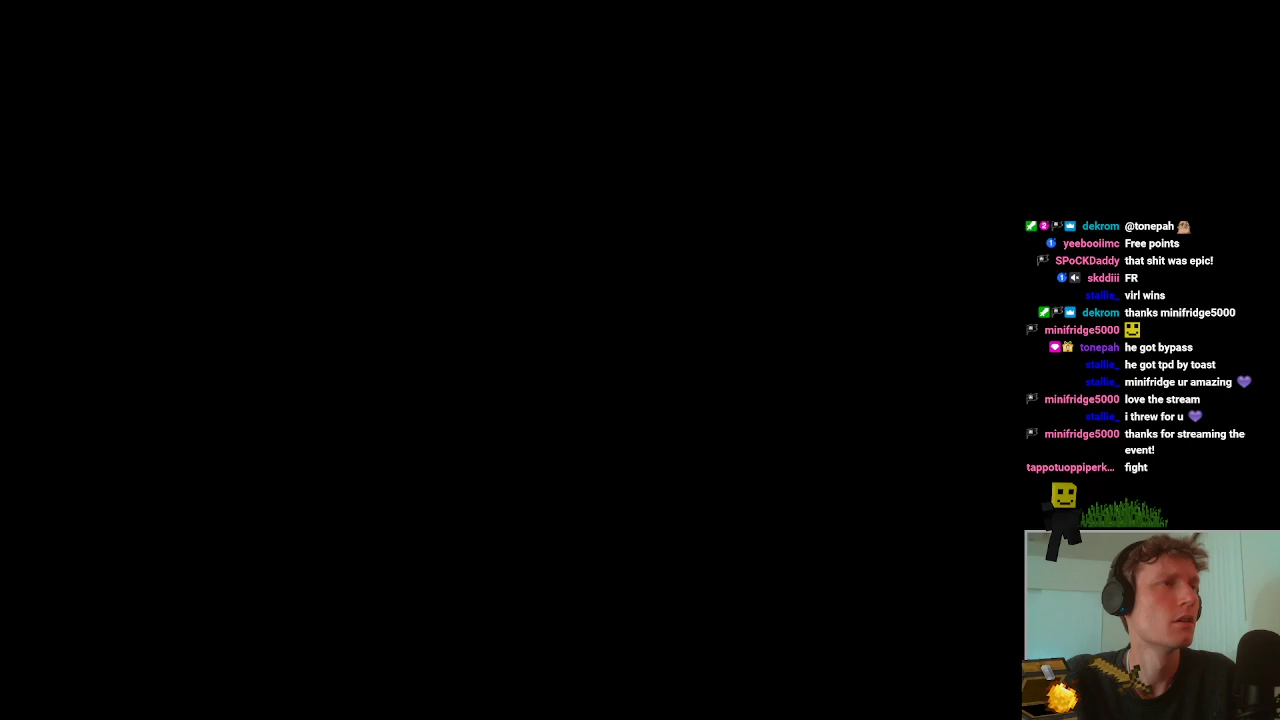 dekrom @tonepah
yeebooiimc Free points
SPoCKDaddy that shit was epic!
skddiii FR
stallie_ virl wins
dekrom thanks minifridge5000
minifridge5000
tonepah he got bypass
stallie_ he got tpd by toast
stallie_ minifridge ur amazing
minifridge5000 love the stream
stallie_ i threw for u
minifridge5000 thanks for streaming the
event!
tappotuoppiperk... fight